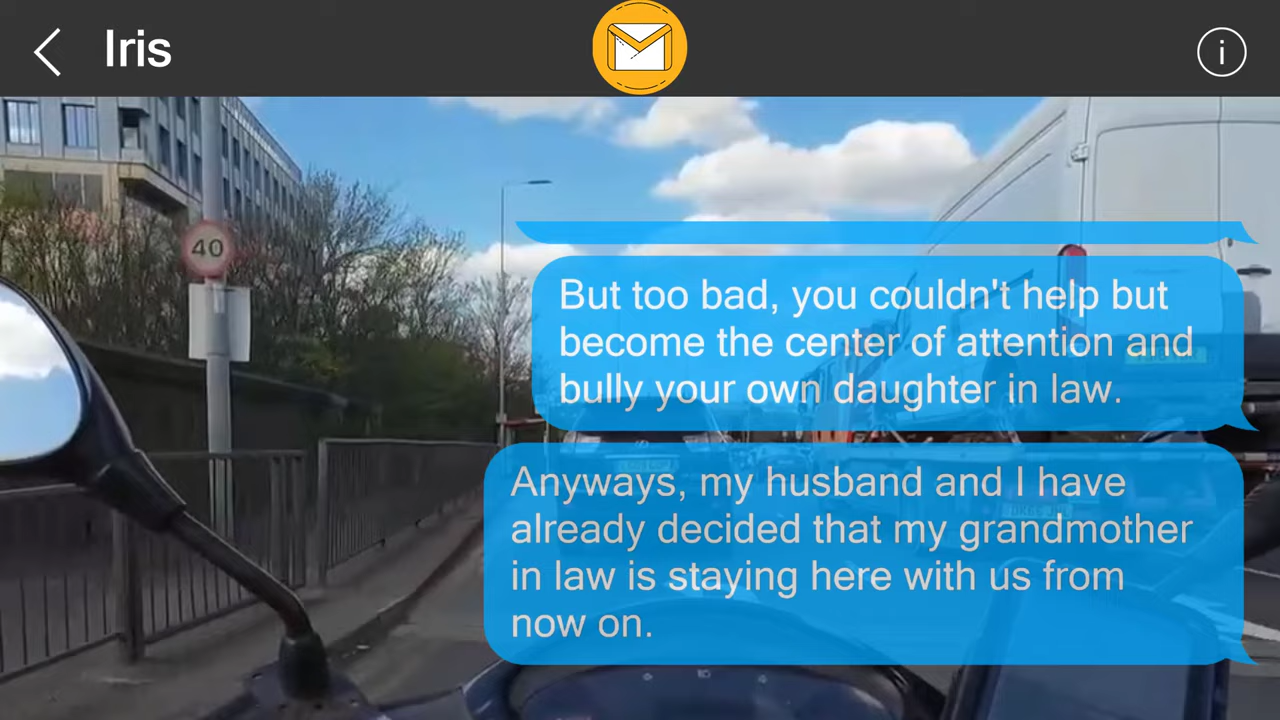 Iris
i
40
But too bad, you couldn't help but
become the center of attention and
bully your own daughter in law.
Anyways, my husband and I have
already decided that my grandmother
in law is staying here with us from
now on.